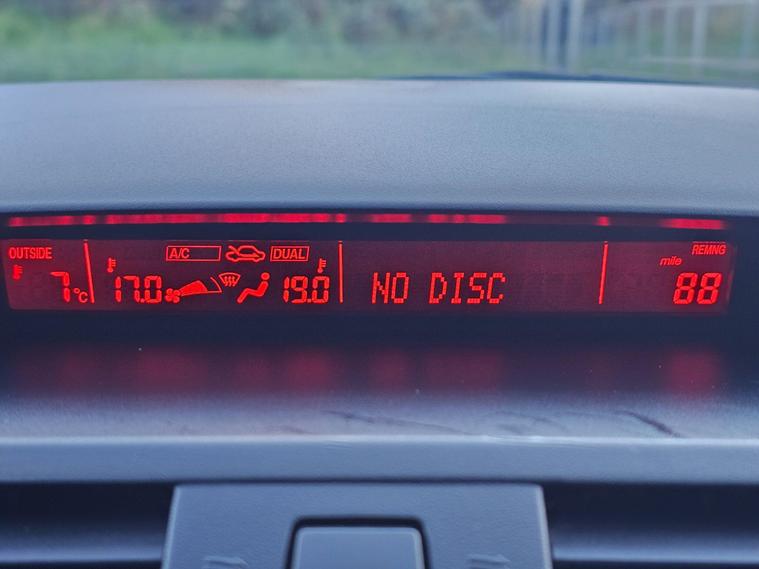 OUTSIDE A/C DUAL REMNG
mile
7°C 17.0 19.0 NO DISC 88